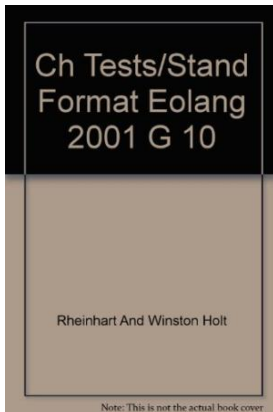 Ch Tests/Stand
Format Eolang
2001 G 10
Rheinhart And Winston Holt
Note: This is not the actual book cover